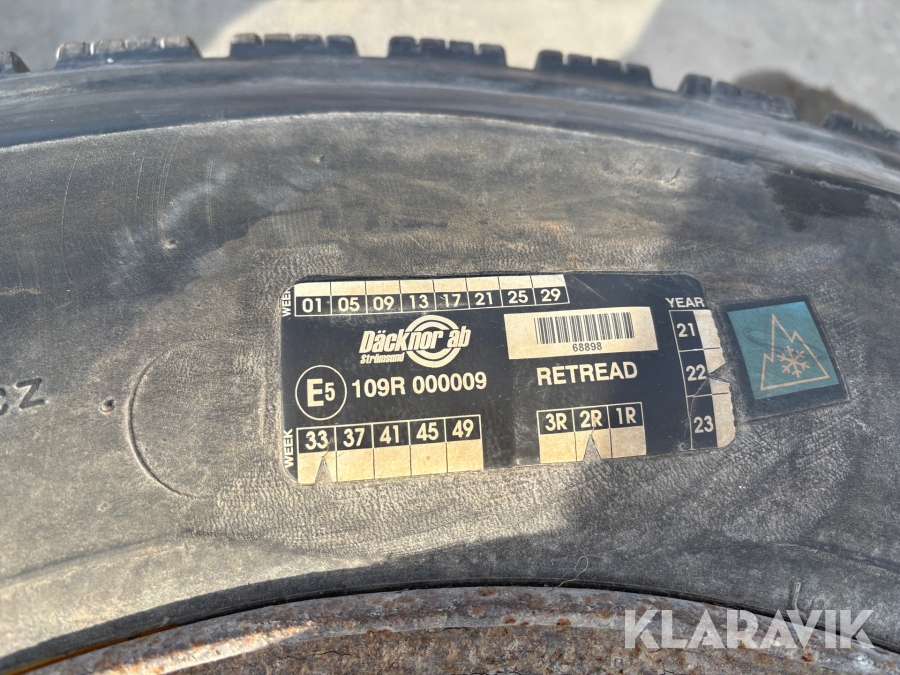 WEEK 01 05 09 13 17 21 25 29
YEAR
21
22
23
Däcknor ab
Strömsund
68898
E5 109R 000009
RETREAD
WEEK 33 37 41 45 49
3R 2R 1R
CZ
KLARAVIK